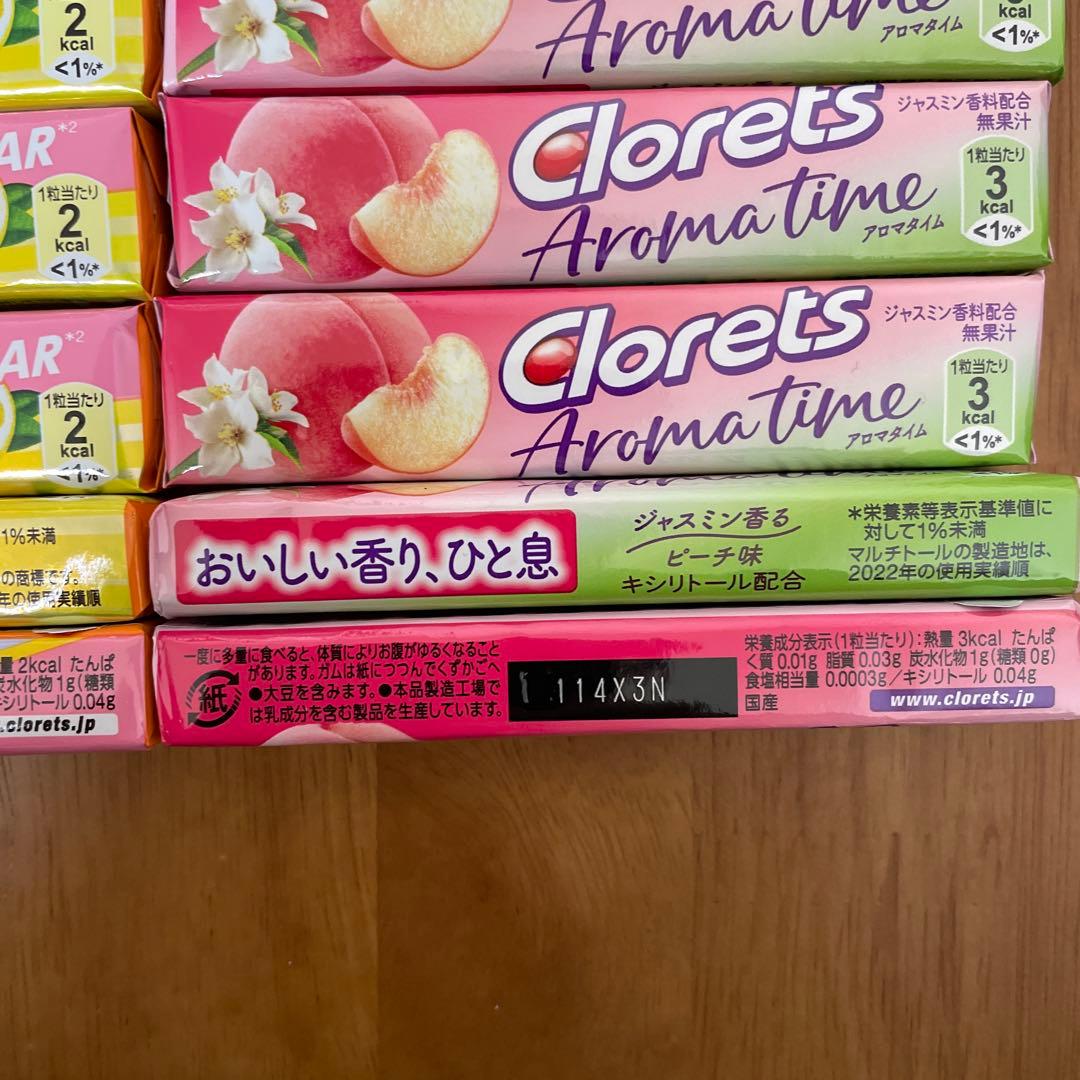 2
kcal
<1%*
Aroma time
アロマタイム
3
<1%*
AR*2
1粒当たり
2
kcal
<1%*
Clorets
Aroma time
アロマタイム
ジャスミン香料配合
無果汁
1粒当たり
3
kcal
<1%*
AR*2
1粒当たり
2
kcal
<1%*
Clorets
Aroma time
アロマタイム
ジャスミン香料配合
無果汁
1粒当たり
3
kcal
<1%*
1%未満
の商標です。
年の使用実績順
おいしい香り、ひと息
ジャスミン香る
ピーチ味
キシリトール配合
*栄養素等表示基準値に
対して1%未満
マルチトールの製造地は、
2022年の使用実績順
量 2kcal たんぱ
炭水化物 1g(糖類
キシリトール 0.04g
.clorets.jp
紙
一度に多量に食べると、体質によりお腹がゆるくなること
があります。ガムは紙につつんでくずかごへ
●大豆を含みます。●本品製造工場で
は乳成分を含む製品を生産しています。
114X3N
栄養成分表示(1粒当たり):熱量 3kcal たんぱ
く質 0.01g 脂質 0.03g 炭水化物 1g(糖類 0g)
食塩相当量 0.0003g/キシリトール 0.04g
国産
www.clorets.jp